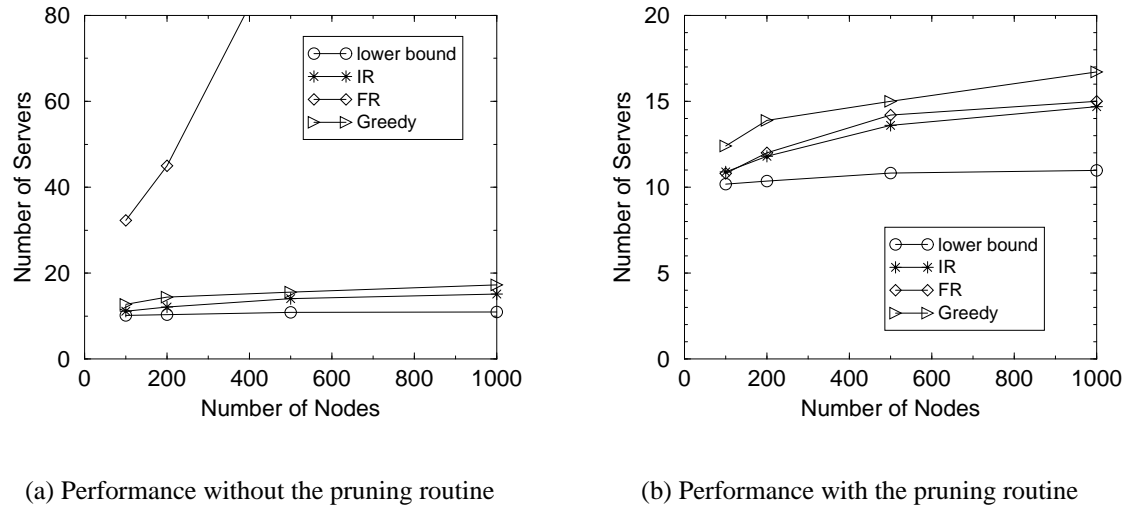 80
60
40
20
0
0
200
400
600
800
1000
Number of Servers
Number of Nodes
lower bound
IR
FR
Greedy
20
15
10
5
0
0
200
400
600
800
1000
Number of Servers
Number of Nodes
lower bound
IR
FR
Greedy
(a) Performance without the pruning routine
(b) Performance with the pruning routine